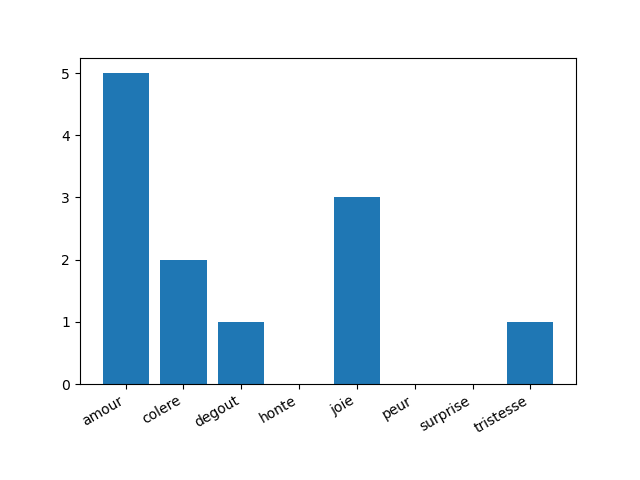 5
4
3
2
1
0
amour
colere
degout
honte
joie
peur
surprise
tristesse